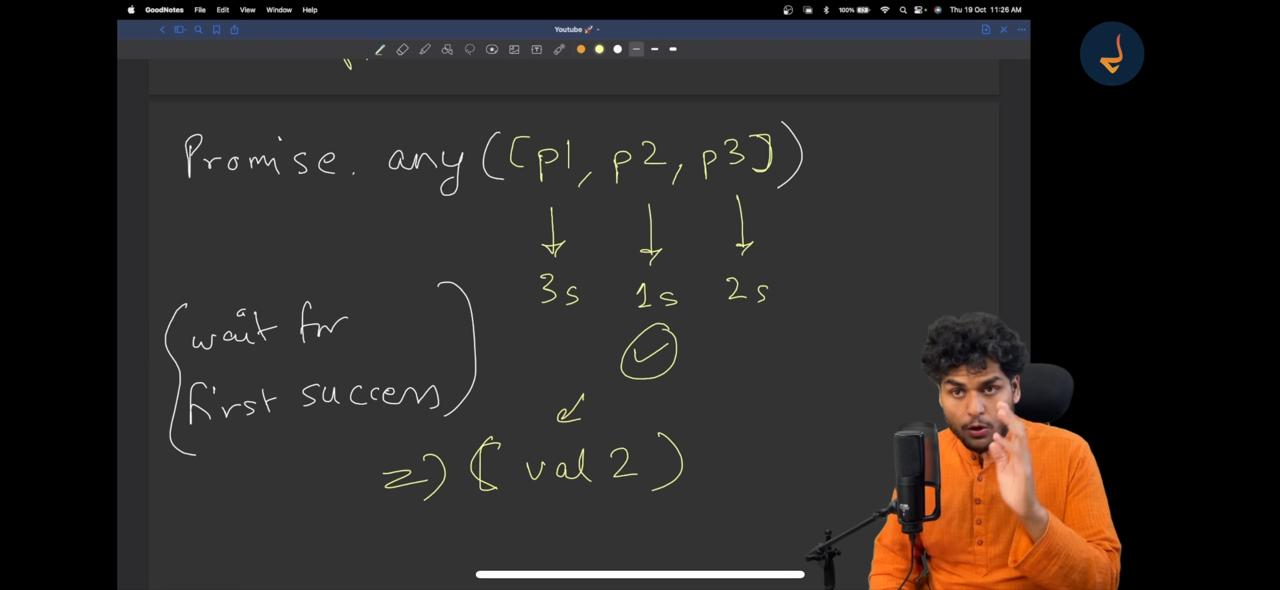 GoodNotes File Edit View Window Help 100% Thu 19 Oct 11:26 AM
Youtube 🚀
Promise. any([p1, p2, p3])
3s 1s 2s
wait for
first success
=> (val 2)